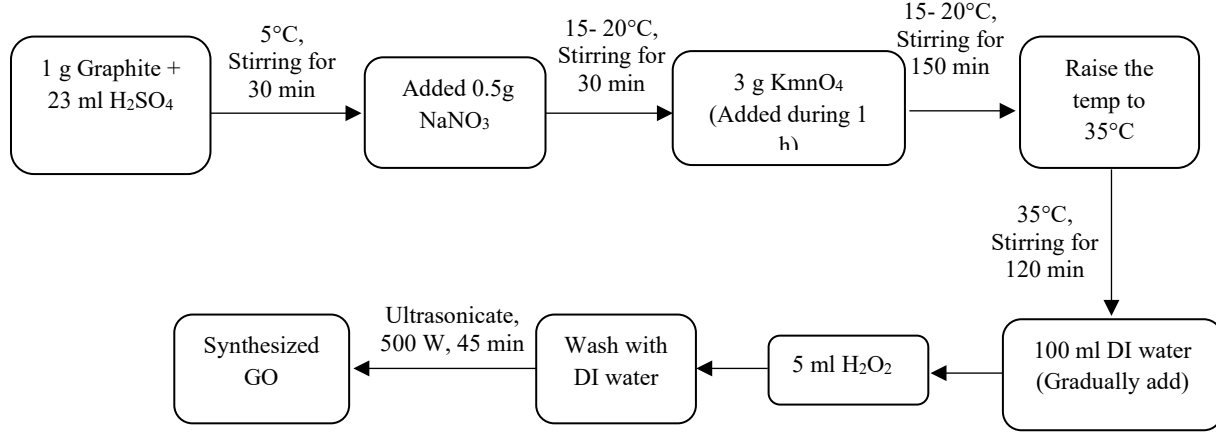 1 g Graphite +
23 ml H₂SO₄
5°C,
Stirring for
30 min
Added 0.5g
NaNO₃
15- 20°C,
Stirring for
30 min
3 g KmnO₄
(Added during 1
h)
15- 20°C,
Stirring for
150 min
Raise the
temp to
35°C
35°C,
Stirring for
120 min
100 ml DI water
(Gradually add)
5 ml H₂O₂
Wash with
DI water
Ultrasonicate,
500 W, 45 min
Synthesized
GO